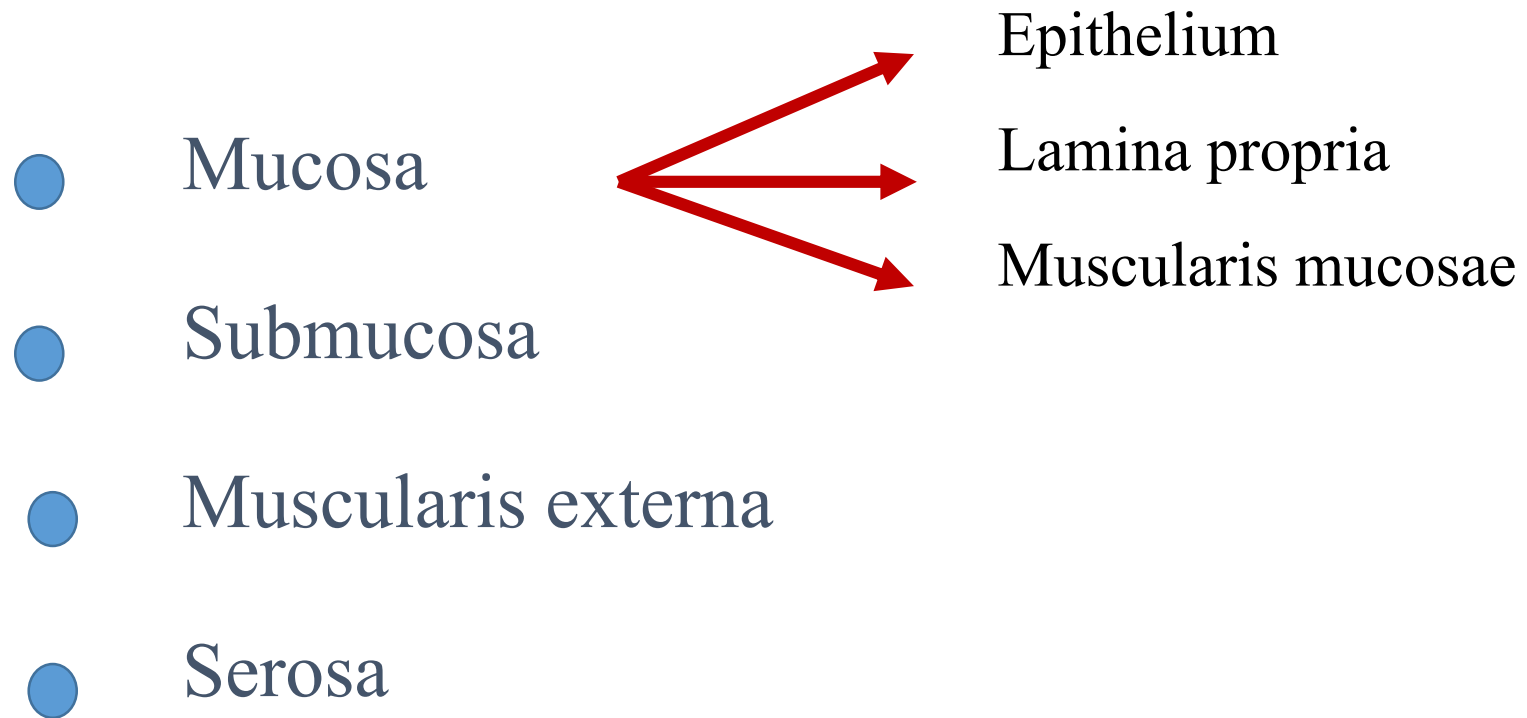 Epithelium
Mucosa
Lamina propria
Muscularis mucosae
Submucosa
Muscularis externa
Serosa